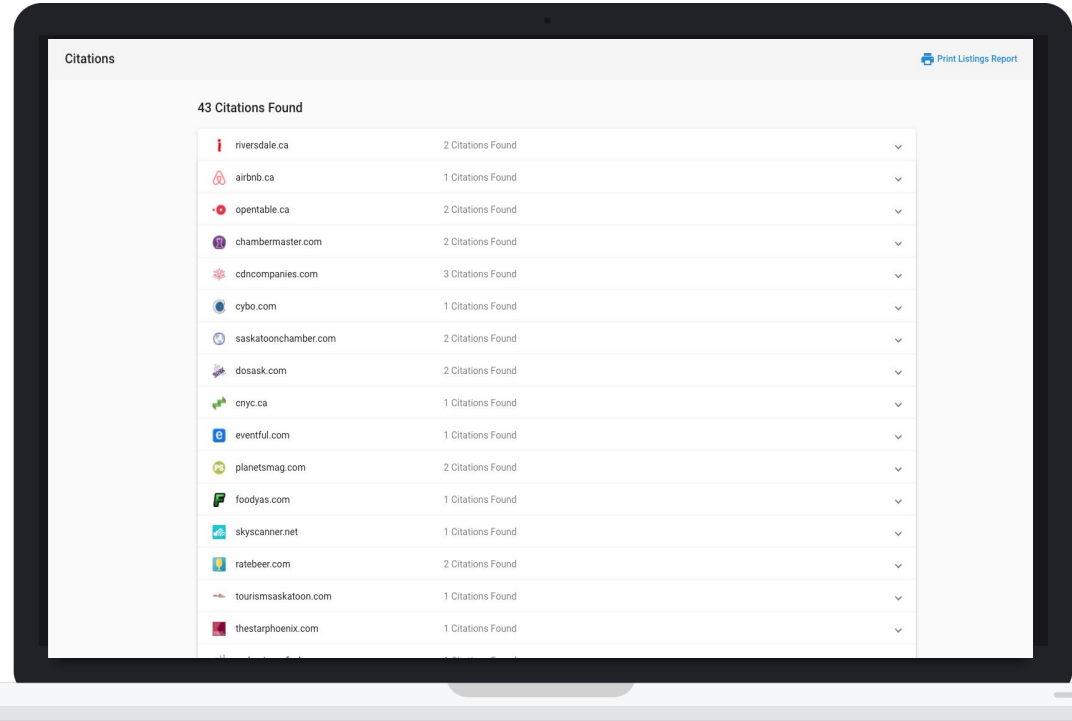 Citations
Print Listings Report
43 Citations Found
riversdale.ca 2 Citations Found
airbnb.ca 1 Citations Found
opentable.ca 2 Citations Found
chambermaster.com 2 Citations Found
cdncompanies.com 3 Citations Found
cybo.com 1 Citations Found
saskatoonchamber.com 2 Citations Found
dosask.com 2 Citations Found
cnyc.ca 1 Citations Found
eventful.com 1 Citations Found
planetsmag.com 2 Citations Found
foodyas.com 1 Citations Found
skyscanner.net 1 Citations Found
ratebeer.com 2 Citations Found
tourismsaskatoon.com 1 Citations Found
thestarphoenix.com 1 Citations Found